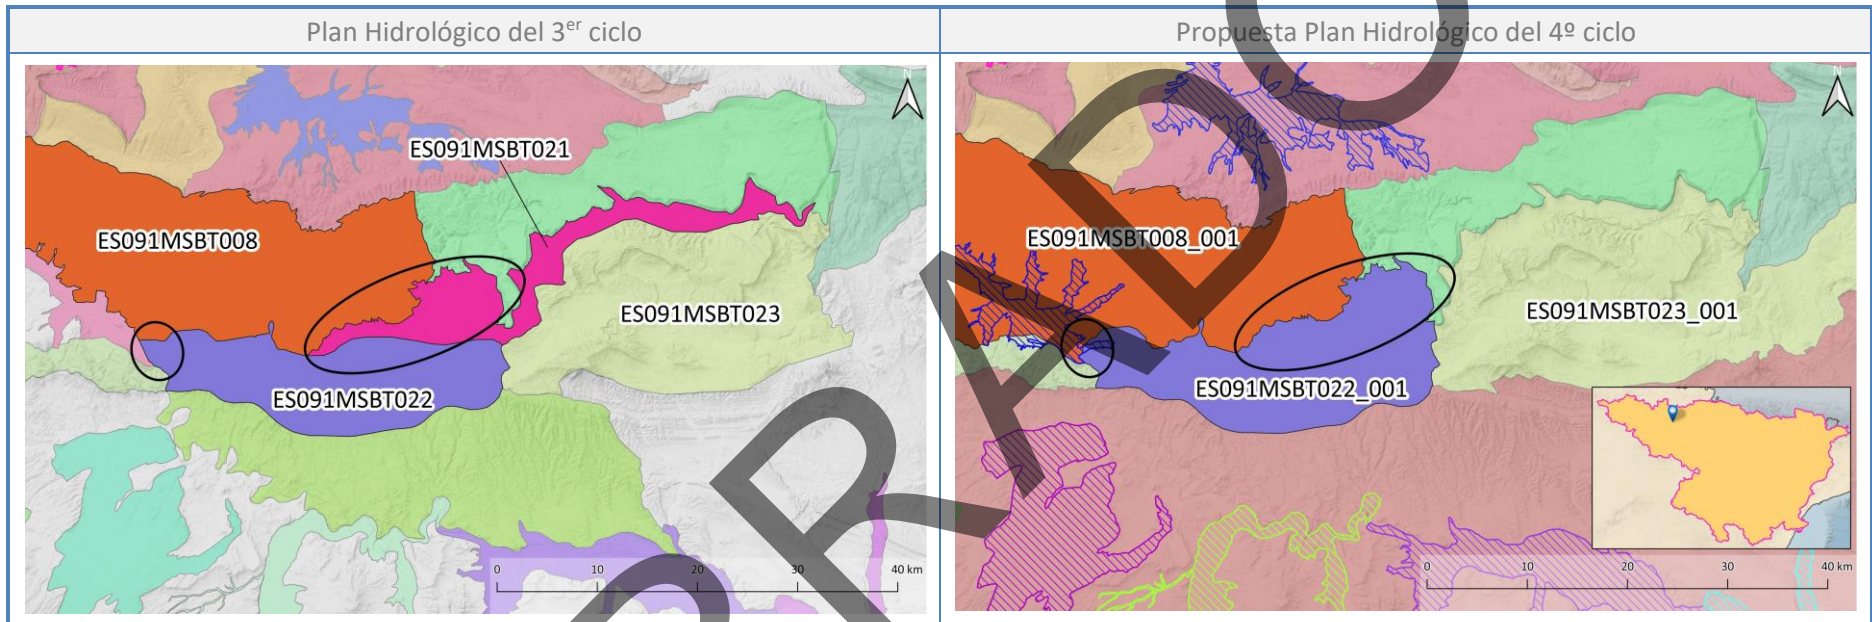 Plan Hidrológico del 3er ciclo
Propuesta Plan Hidrológico del 4º ciclo
N
ES091MSBT021
ES091MSBT008
ES091MSBT023
ES091MSBT022
0 10 20 30 40 km
N
ES091MSBT008_001
ES091MSBT023_001
ES091MSBT022_001
0 10 20 30 40 km